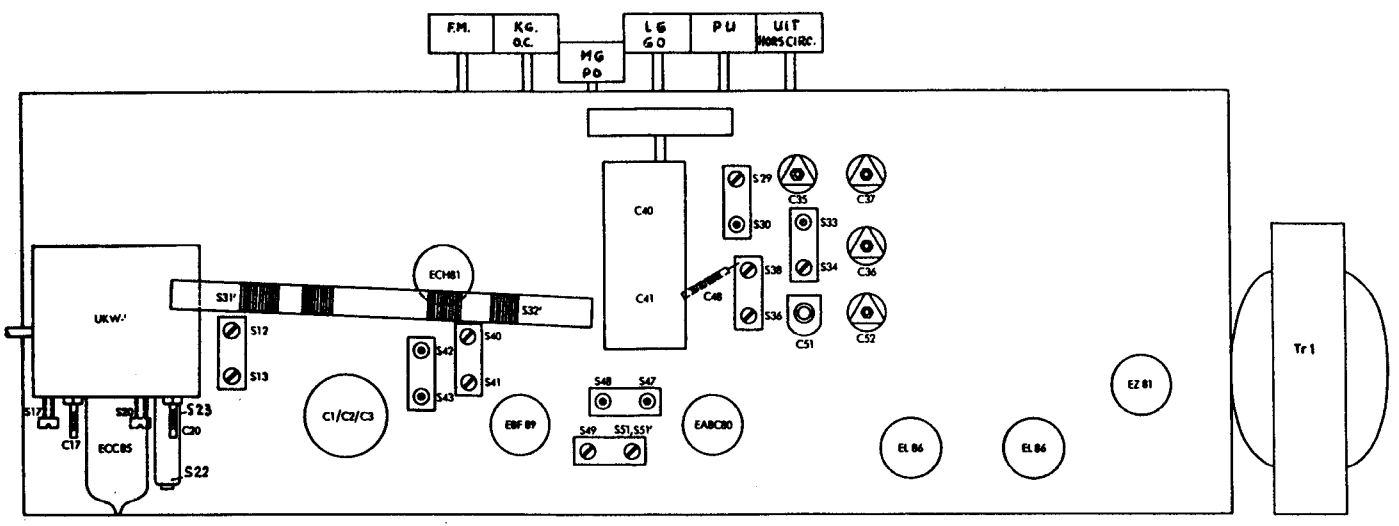 F.M.
KG.
O.C.
MG
PO
LG
GO
PU
UIT
HORS CIRC.
S29
S30
C35
C37
S33
S34
C36
C40
C41
C48
S38
S36
C51
C52
ECH81
S31'
S32'
UKW-'
S12
S13
S42
S43
S40
S41
S17
C17
ECC85
S20
S23
C20
S22
C1/C2/C3
EBF 89
S48
S47
S49
S51,S51'
EABC80
EL 86
EL 86
EZ 81
Tr 1